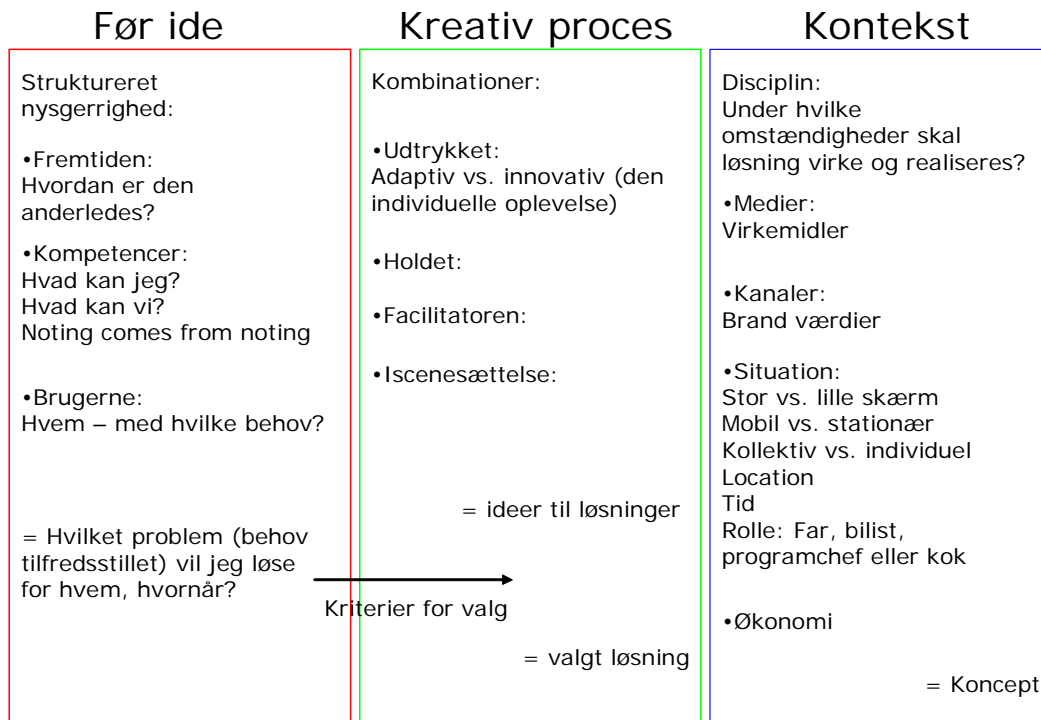 Før ide
Struktureret
nysgerrighed:
•Fremtiden:
Hvordan er den
anderledes?
•Kompetencer:
Hvad kan jeg?
Hvad kan vi?
Noting comes from noting
•Brugerne:
Hvem – med hvilke behov?
= Hvilket problem (behov
tilfredsstillet) vil jeg løse
for hvem, hvornår?
Kriterier for valg
Kreativ proces
Kombinationer:
•Udtrykket:
Adaptiv vs. innovativ (den
individuelle oplevelse)
•Holdet:
•Facilitatoren:
•Iscenesættelse:
= ideer til løsninger
= valgt løsning
Kontekst
Disciplin:
Under hvilke
omstændigheder skal
løsning virke og realiseres?
•Medier:
Virkemidler
•Kanaler:
Brand værdier
•Situation:
Stor vs. lille skærm
Mobil vs. stationær
Kollektiv vs. individuel
Location
Tid
Rolle: Far, bilist,
programchef eller kok
•Økonomi
= Koncept